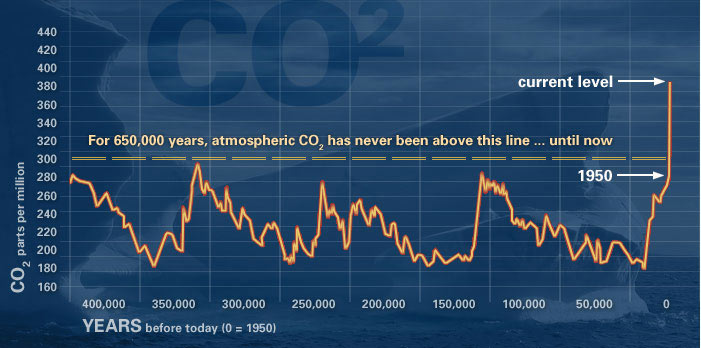 CO2
440
420
400
380
360
340
320
300
280
260
240
220
200
180
160
CO2 parts per million
current level
For 650,000 years, atmospheric CO2 has never been above this line ... until now
1950
400,000 350,000 300,000 250,000 200,000 150,000 100,000 50,000 0
YEARS before today (0 = 1950)